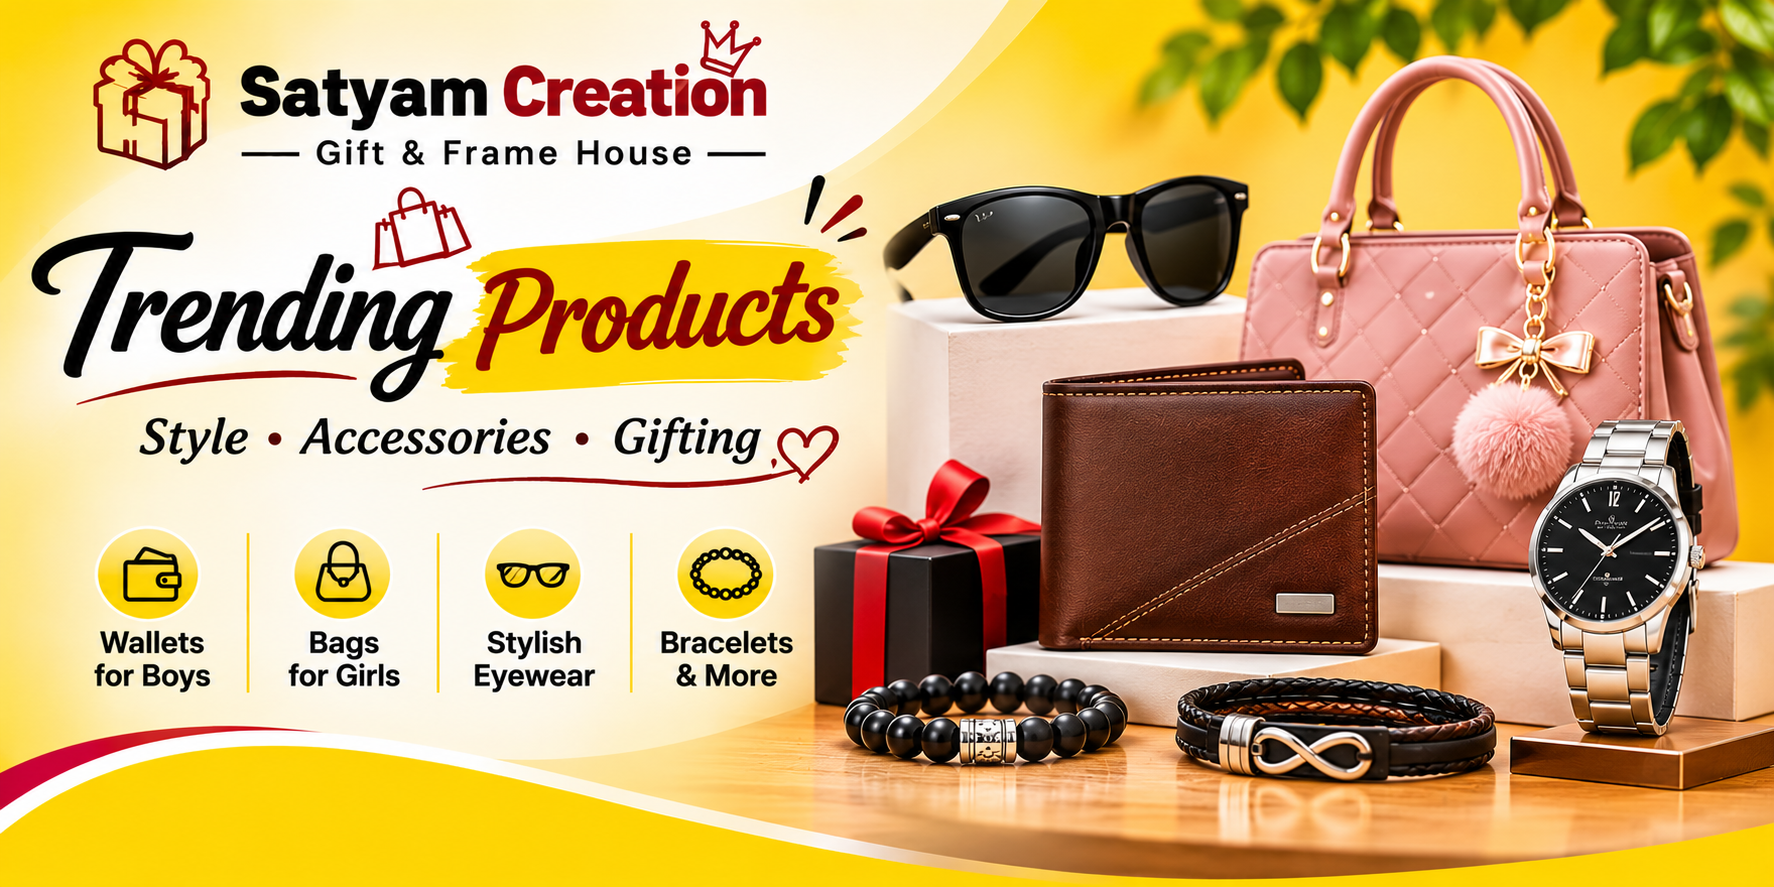 Satyam Creation
Gift & Frame House
Trending Products
Style • Accessories • Gifting
Wallets
for Boys
Bags
for Girls
Stylish
Eyewear
Bracelets
& More
12